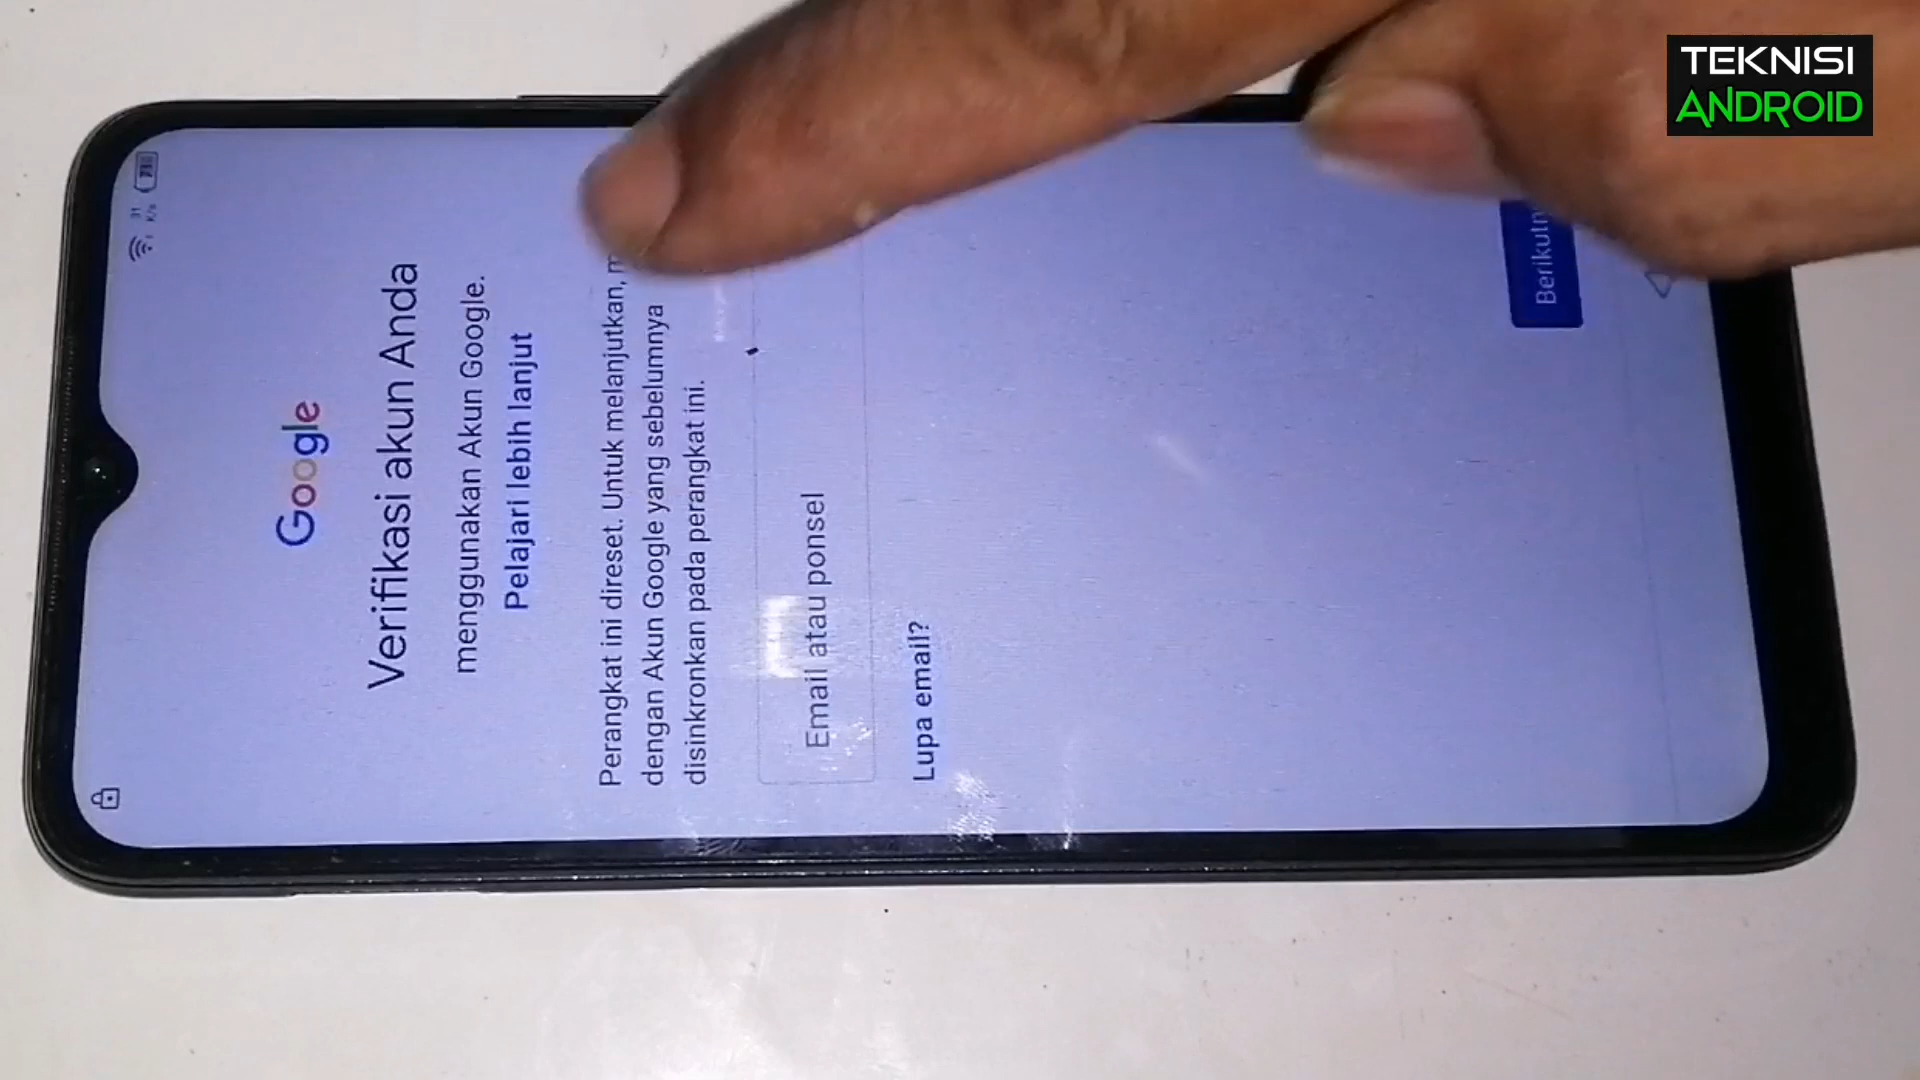 TEKNISI
ANDROID
Google
Verifikasi akun Anda
menggunakan Akun Google.
Pelajari lebih lanjut
Perangkat ini direset. Untuk melanjutkan,
dengan Akun Google yang sebelumnya
disinkronkan pada perangkat ini.
Email atau ponsel
Lupa email?